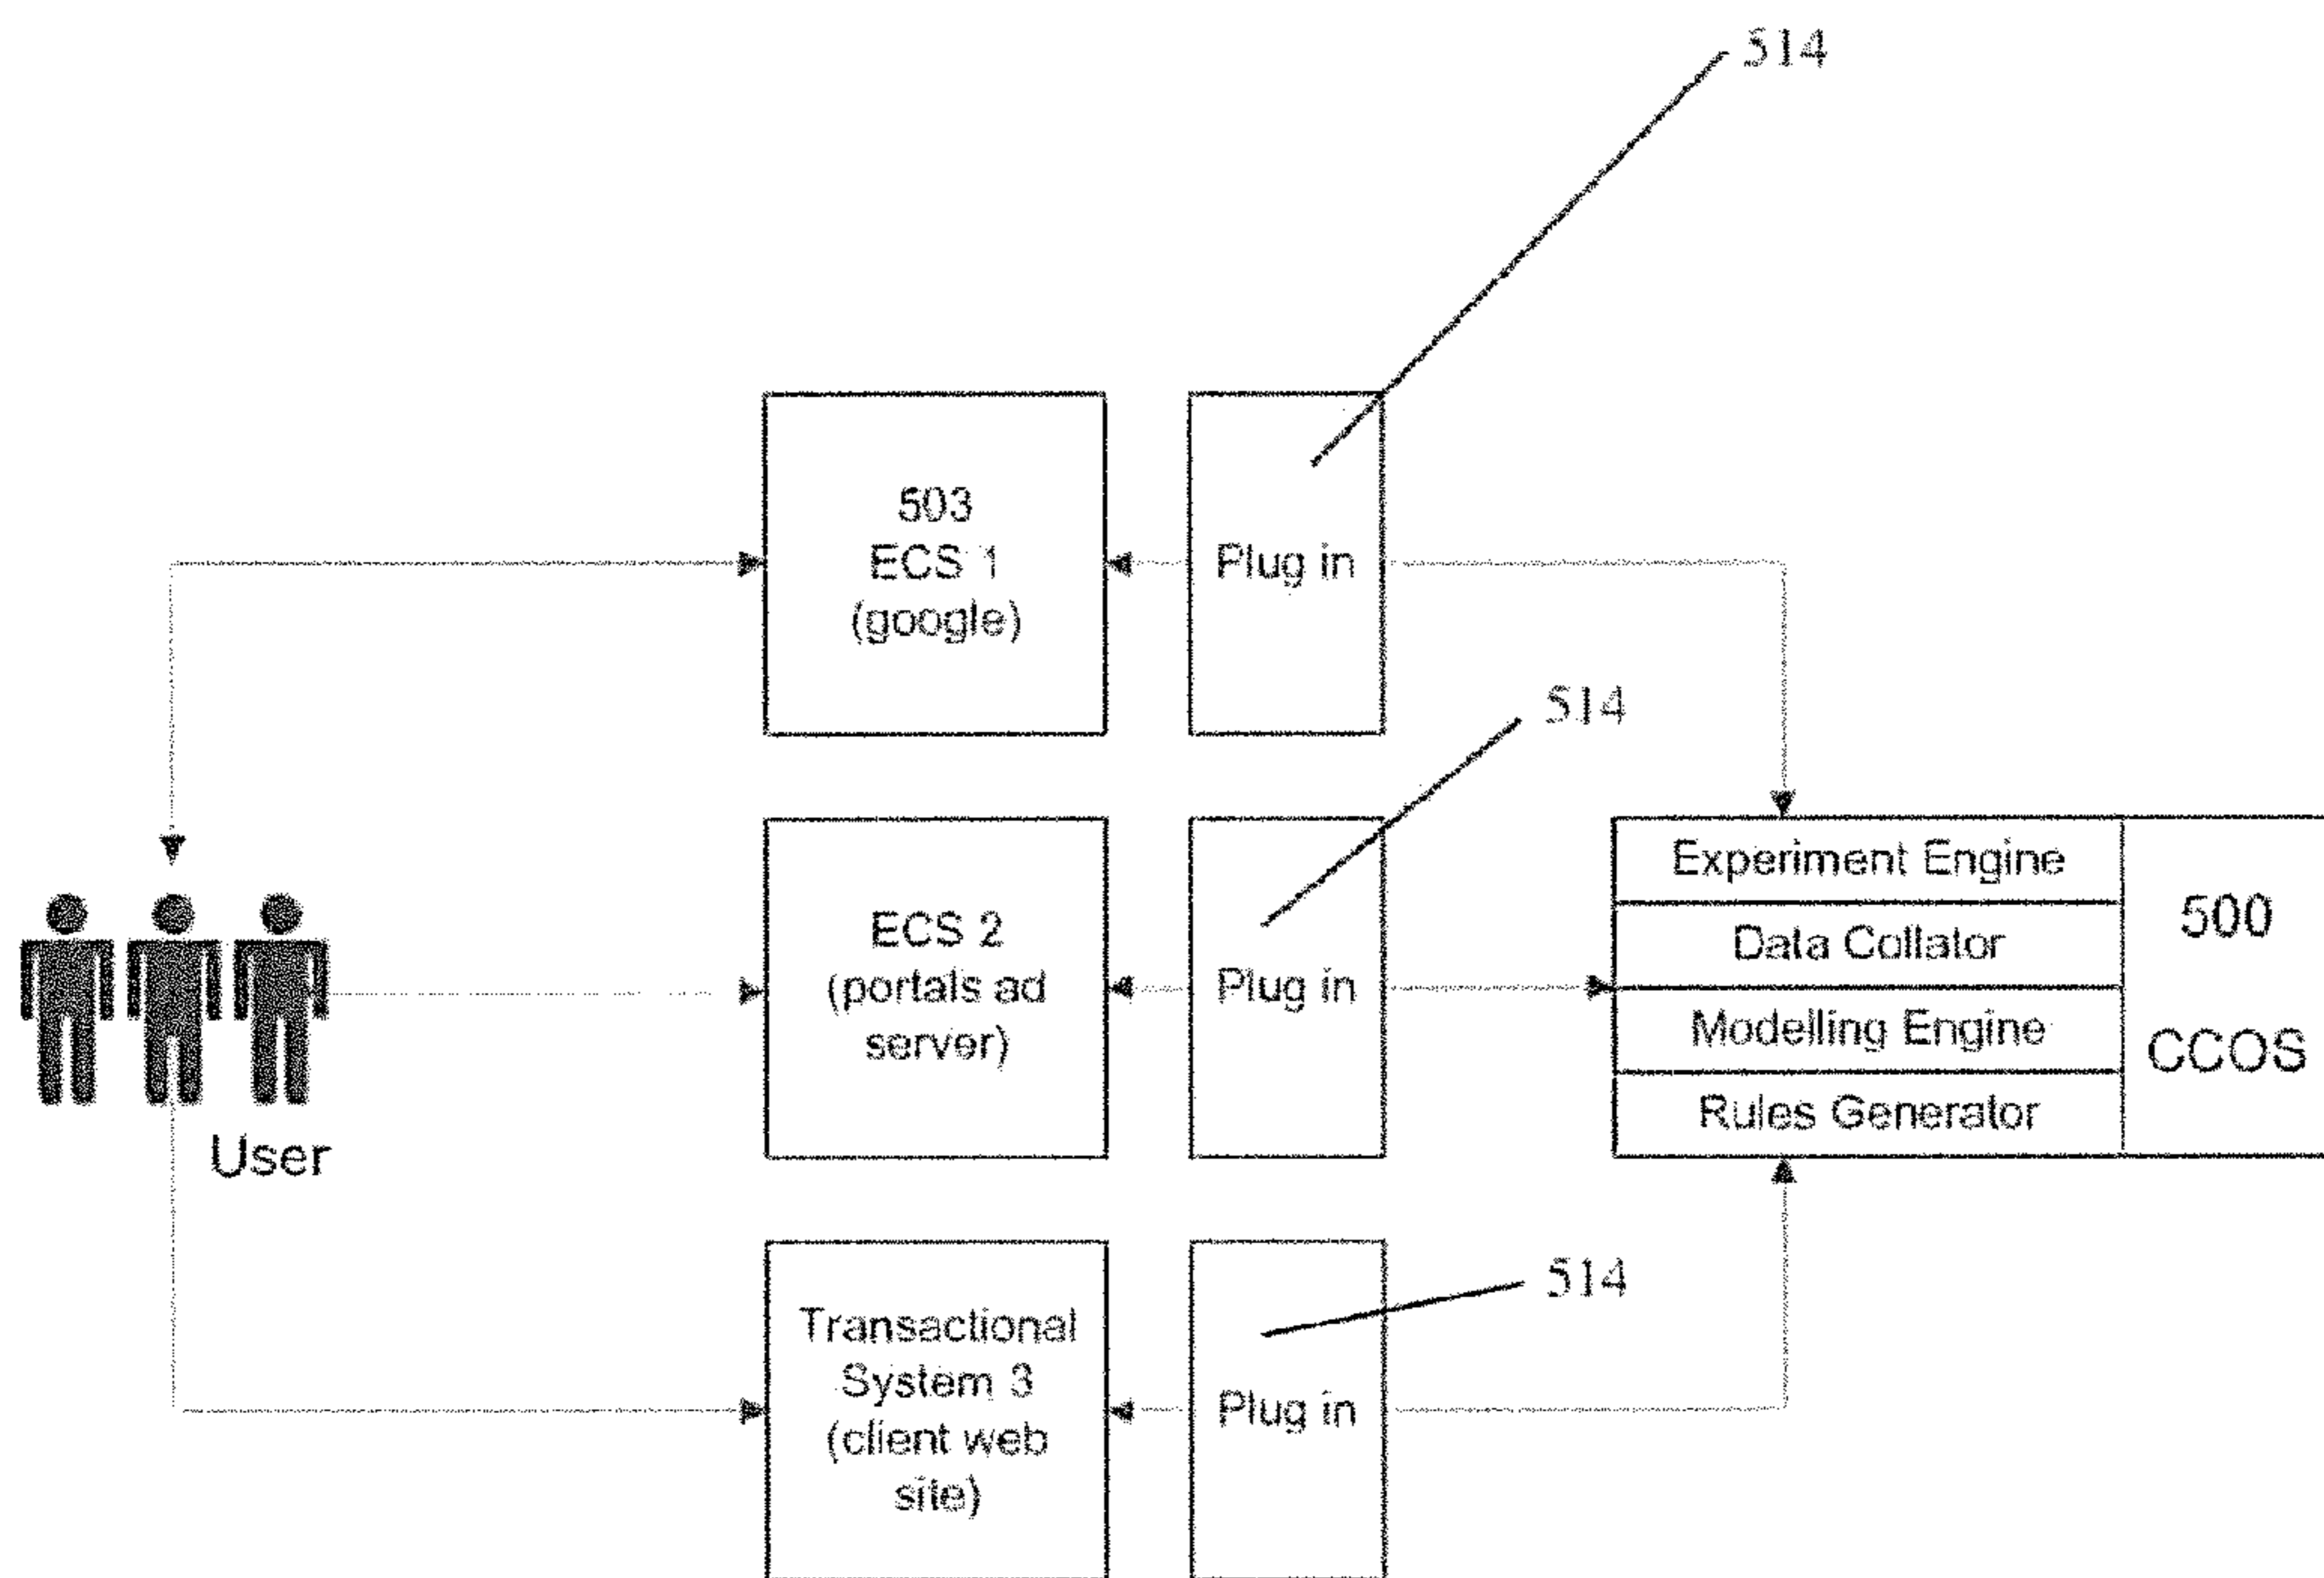 514
503
ECS 1
(google)
Plug in
514
ECS 2
(portals ad
server)
Plug in
Experiment Engine
Data Collator
Modelling Engine
Rules Generator
500
CCOS
User
514
Transactional
System 3
(client web
site)
Plug in